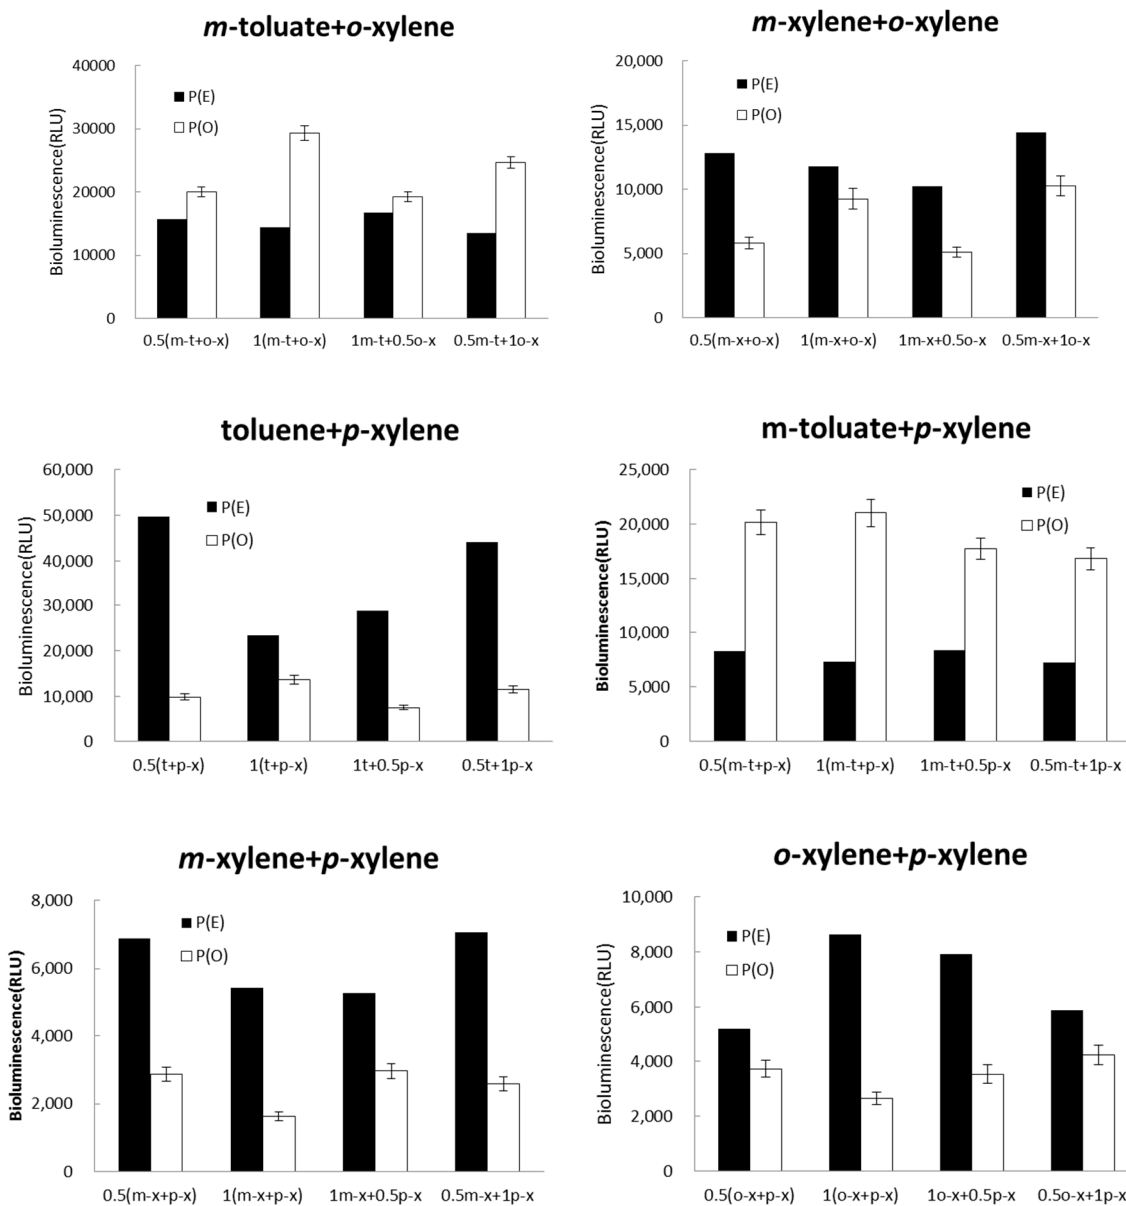 m-toluate+o-xylene
Bioluminescence(RLU)
40000
30000
20000
10000
0
P(E)
P(O)
0.5(m-t+o-x)
1(m-t+o-x)
1m-t+0.5o-x
0.5m-t+1o-x
m-xylene+o-xylene
Bioluminescence(RLU)
20,000
15,000
10,000
5,000
0
P(E)
P(O)
0.5(m-x+o-x)
1(m-x+o-x)
1m-x+0.5o-x
0.5m-x+1o-x
toluene+p-xylene
Bioluminescence(RLU)
60,000
50,000
40,000
30,000
20,000
10,000
0
P(E)
P(O)
0.5(t+p-x)
1(t+p-x)
1t+0.5p-x
0.5t+1p-x
m-toluate+p-xylene
Bioluminescence(RLU)
25,000
20,000
15,000
10,000
5,000
0
P(E)
P(O)
0.5(m-t+p-x)
1(m-t+p-x)
1m-t+0.5p-x
0.5m-t+1p-x
m-xylene+p-xylene
Bioluminescence(RLU)
8,000
6,000
4,000
2,000
0
P(E)
P(O)
0.5(m-x+p-x)
1(m-x+p-x)
1m-x+0.5p-x
0.5m-x+1p-x
o-xylene+p-xylene
Bioluminescence(RLU)
10,000
8,000
6,000
4,000
2,000
0
P(E)
P(O)
0.5(o-x+p-x)
1(o-x+p-x)
1o-x+0.5p-x
0.5o-x+1p-x